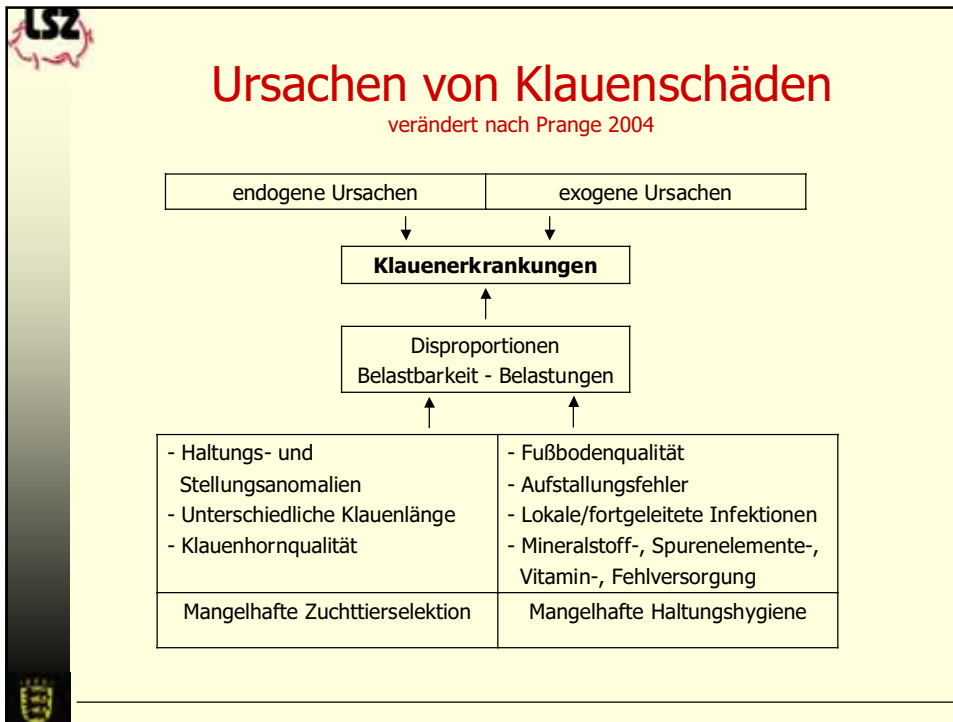 LSZ
Ursachen von Klauenschäden
verändert nach Prange 2004
endogene Ursachen
exogene Ursachen
Klauenerkrankungen
Disproportionen
Belastbarkeit - Belastungen
- Haltungs- und
Stellungsanomalien
- Unterschiedliche Klauenlänge
- Klauenhornqualität
- Fußbodenqualität
- Aufstallungsfehler
- Lokale/fortgeleitete Infektionen
- Mineralstoff-, Spurenelemente-,
Vitamin-, Fehlversorgung
Mangelhafte Zuchttierselektion
Mangelhafte Haltungshygiene